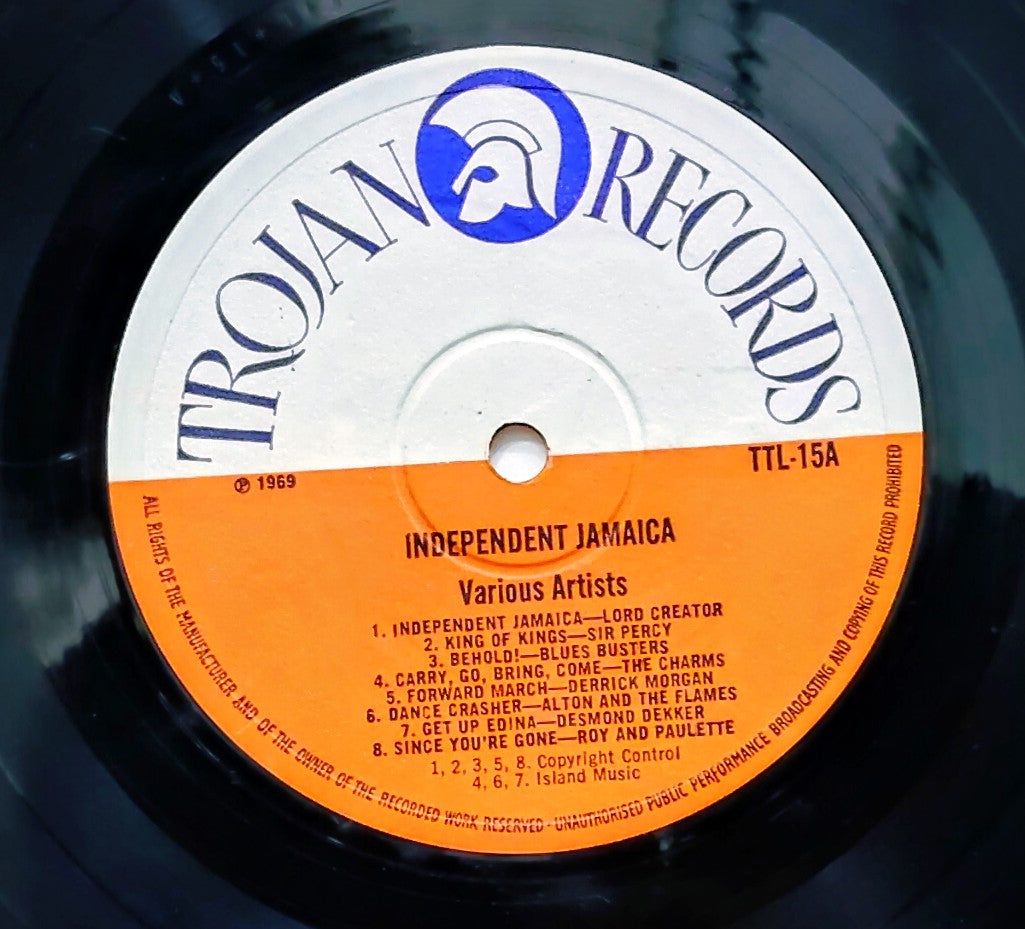 TROJAN RECORDS
TTL-15A
℗ 1969
INDEPENDENT JAMAICA
Various Artists
1. INDEPENDENT JAMAICA—LORD CREATOR
2. KING OF KINGS—SIR PERCY
3. BEHOLD!—BLUES BUSTERS
4. CARRY, GO, BRING, COME—THE CHARMS
5. FORWARD MARCH—DERRICK MORGAN
6. DANCE CRASHER—ALTON AND THE FLAMES
7. GET UP EDINA—DESMOND DEKKER
8. SINCE YOU'RE GONE—ROY AND PAULETTE
1, 2, 3, 5, 8. Copyright Control
4, 6, 7. Island Music
ALL RIGHTS OF THE MANUFACTURER AND OF THE OWNER OF THE RECORDED WORK RESERVED - UNAUTHORISED PUBLIC PERFORMANCE BROADCASTING AND COPYING OF THIS RECORD PROHIBITED